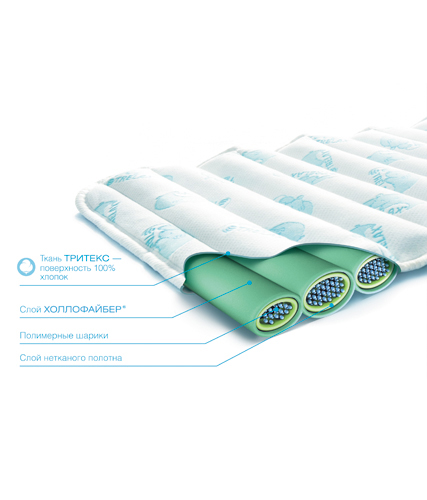 Ткань ТРИТЕКС —
поверхность 100%
хлопок
Слой ХОЛЛОФАЙБЕР®
Полимерные шарики
Слой нетканого полотна